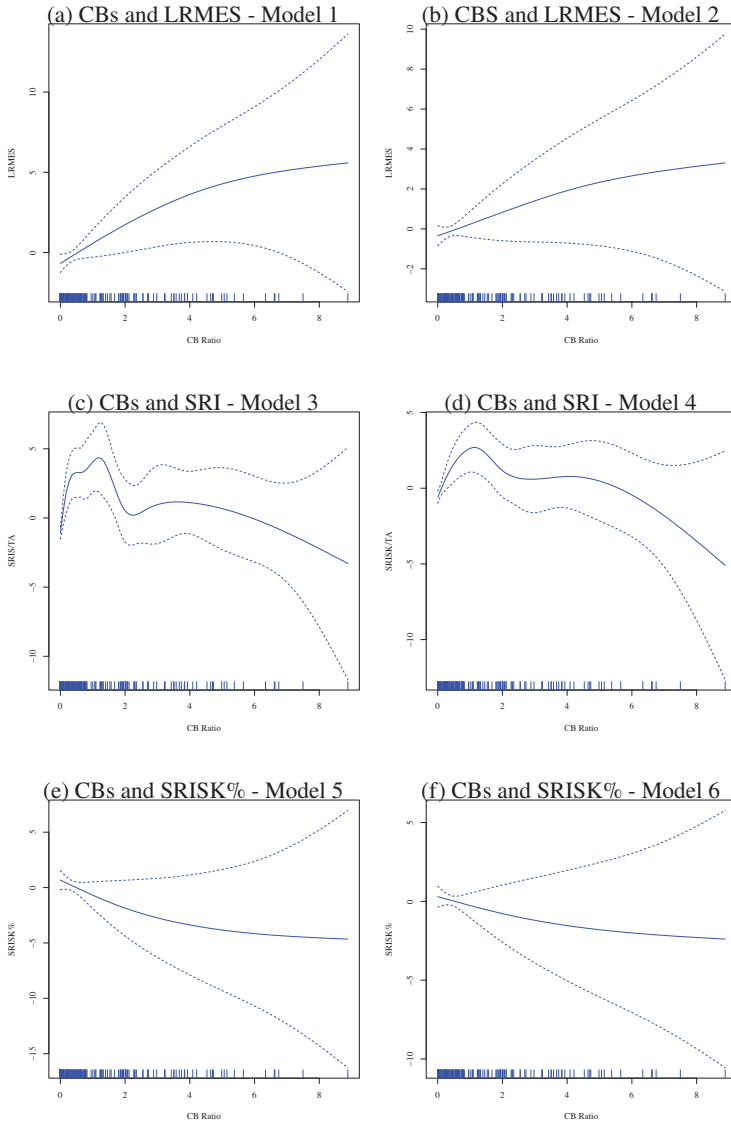 (a) CBs and LRMES - Model 1
LRMES
10
5
0
0 2 4 6 8
CB Ratio
(b) CBS and LRMES - Model 2
LRMES
10
8
6
4
2
0
−2
0 2 4 6 8
CB Ratio
(c) CBs and SRI - Model 3
SRIS/TA
5
0
−5
−10
0 2 4 6 8
CB Ratio
(d) CBs and SRI - Model 4
SRISK/TA
5
0
−5
−10
0 2 4 6 8
CB Ratio
(e) CBs and SRISK% - Model 5
SRISK%
5
0
−5
−10
−15
0 2 4 6 8
CB Ratio
(f) CBs and SRISK% - Model 6
SRISK%
5
0
−5
−10
0 2 4 6 8
CB Ratio